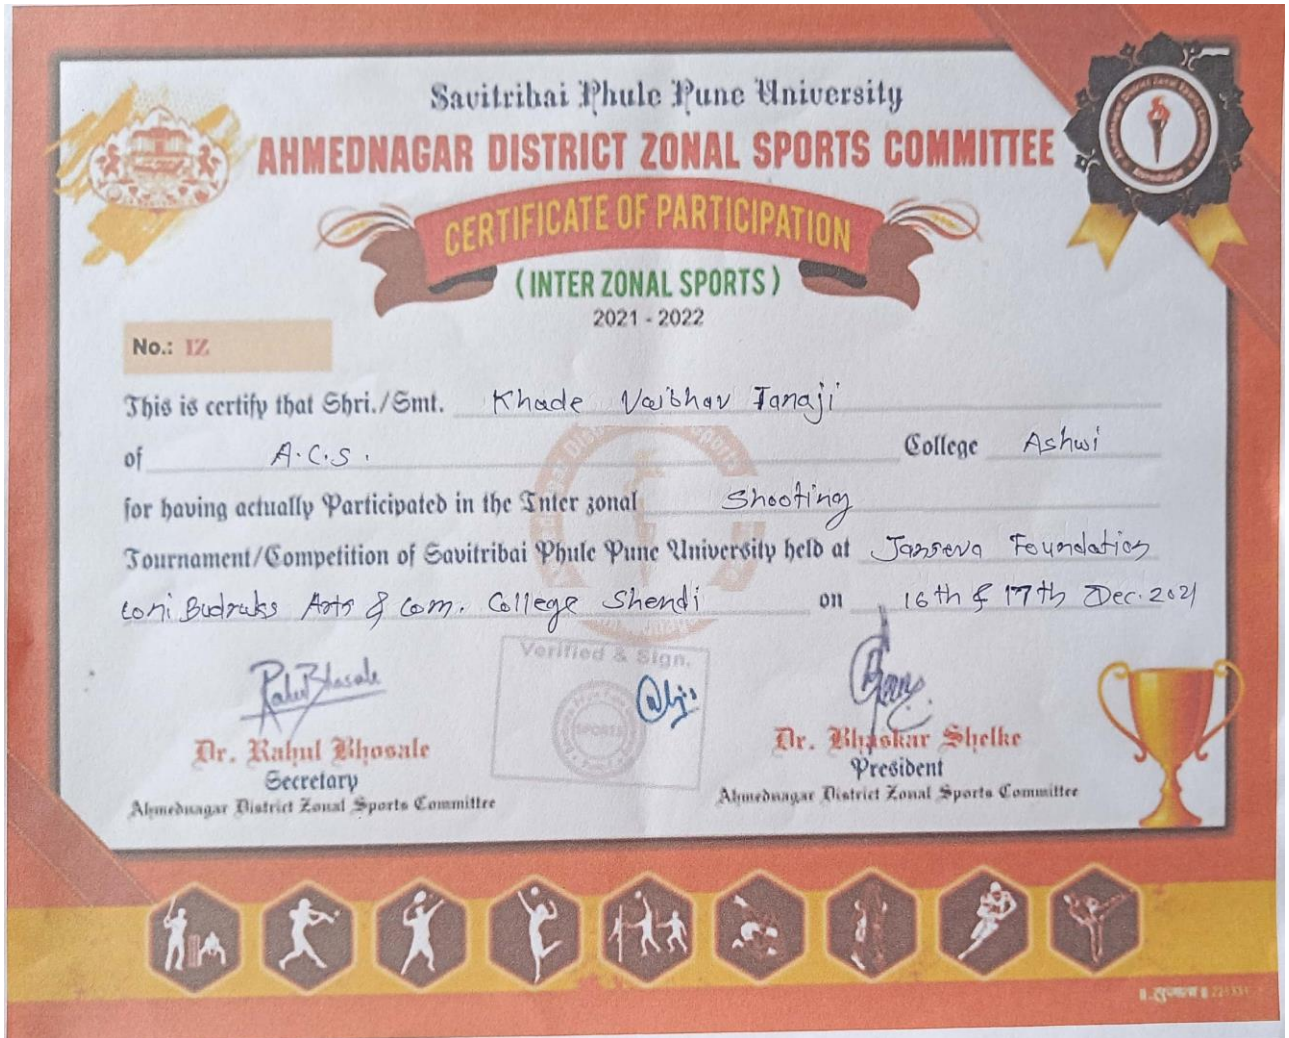 Savitribai Phule Pune University
AHMEDNAGAR DISTRICT ZONAL SPORTS COMMITTEE
CERTIFICATE OF PARTICIPATION
(INTER ZONAL SPORTS)
2021 - 2022
No.: IZ
This is certify that Shri./Smt. Khade Vaibhav Tanaji
of A.C.S. College Ashwi
for having actually Participated in the Inter zonal Shooting
Tournament/Competition of Savitribai Phule Pune University held at Janseva Foundation
Loni Budruks Arts & Com. College Shendi on 16th & 17th Dec. 2021
Verified & Sign.
SPORTS
Dr. Rahul Bhosale
Secretary
Ahmednagar District Zonal Sports Committee
Dr. Bhaskar Shelke
President
Ahmednagar District Zonal Sports Committee